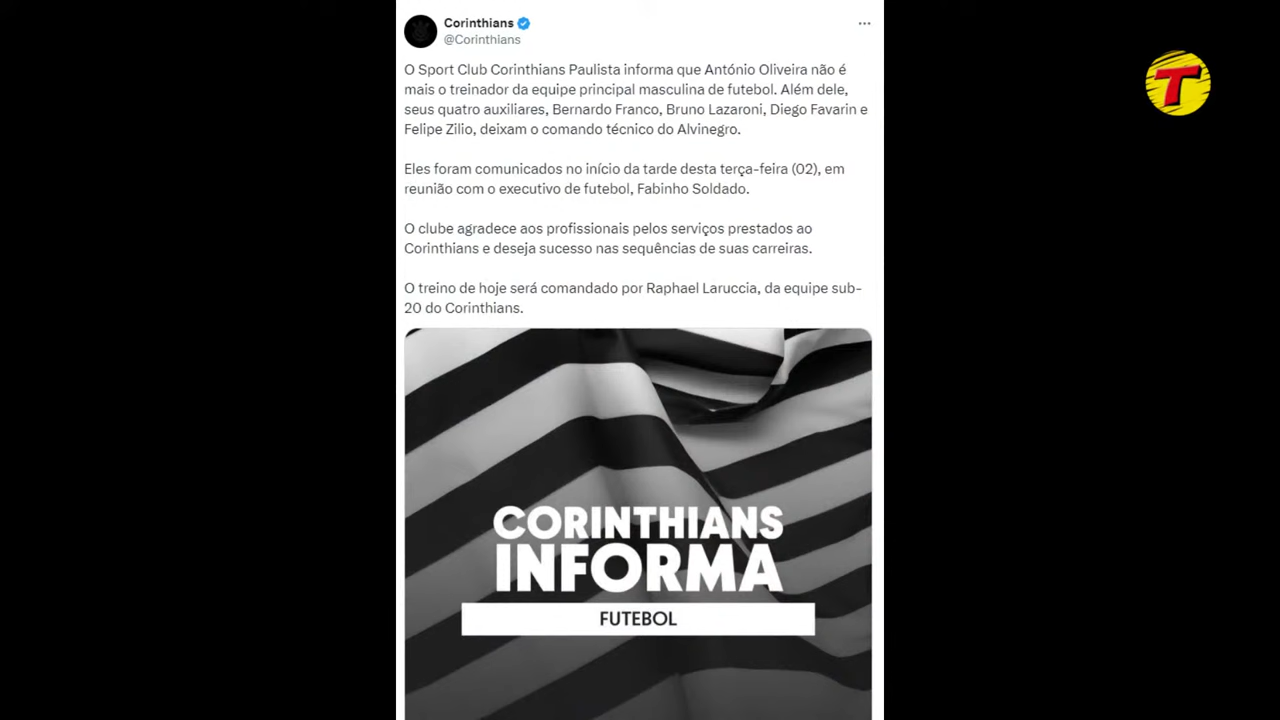 Corinthians
@Corinthians
O Sport Club Corinthians Paulista informa que António Oliveira não é
mais o treinador da equipe principal masculina de futebol. Além dele,
seus quatro auxiliares, Bernardo Franco, Bruno Lazaroni, Diego Favarin e
Felipe Zilio, deixam o comando técnico do Alvinegro.
Eles foram comunicados no início da tarde desta terça-feira (02), em
reunião com o executivo de futebol, Fabinho Soldado.
O clube agradece aos profissionais pelos serviços prestados ao
Corinthians e deseja sucesso nas sequências de suas carreiras.
O treino de hoje será comandado por Raphael Laruccia, da equipe sub-
20 do Corinthians.
CORINTHIANS
INFORMA
FUTEBOL
T